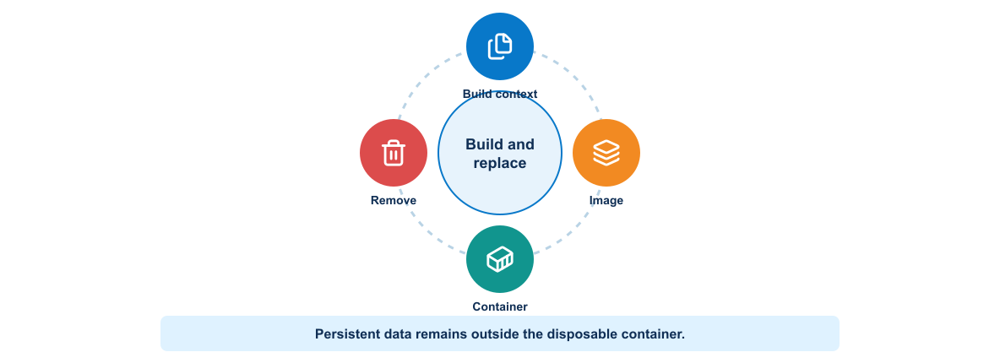 Build context
Build and
replace
Remove
Image
Container
Persistent data remains outside the disposable container.